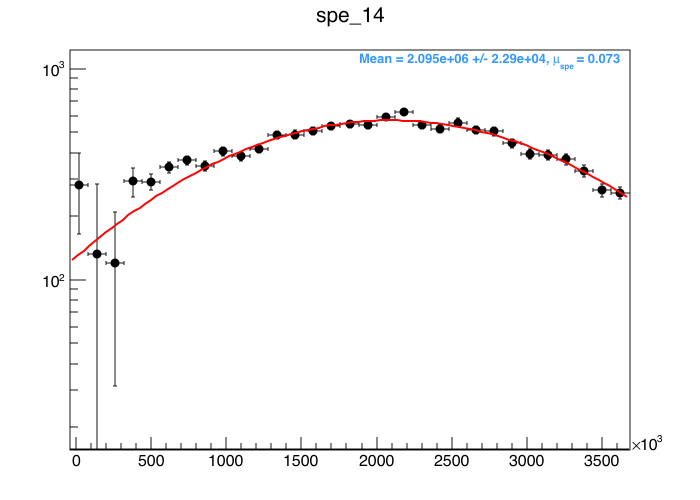 spe_14
Mean = 2.095e+06 +/- 2.29e+04, μspe = 0.073
10³
10²
0 500 1000 1500 2000 2500 3000 3500 ×10³